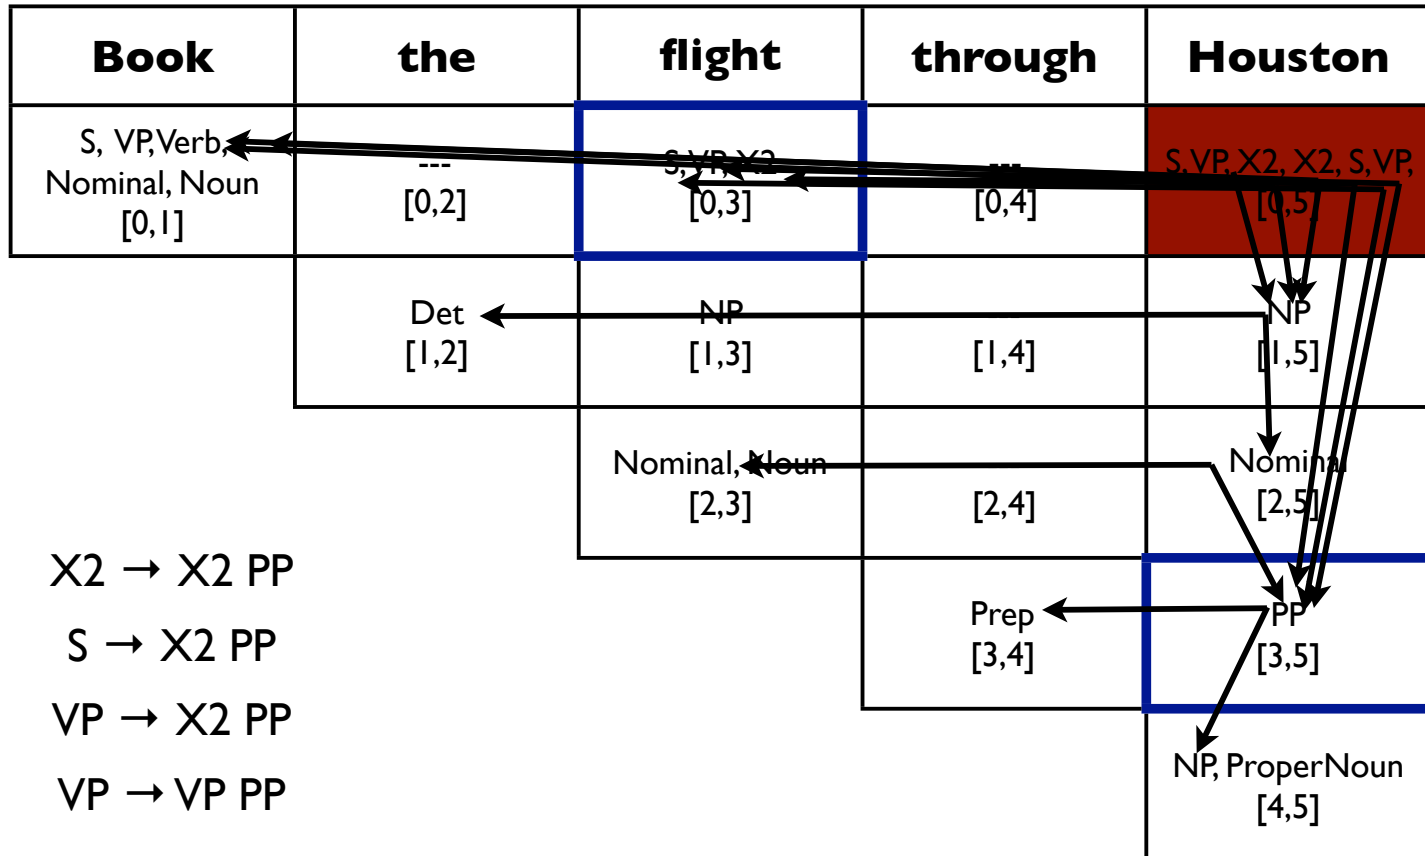 Book the flight through Houston
S, VP,Verb, --- S,VP, X2 --- S,VP, X2, X2, S,VP,
Nominal, Noun [0,2] [0,3] [0,4] [0,5]
[0,1]
Det NP NP
[1,2] [1,3] [1,4] [1,5]
Nominal, Noun Nominal
[2,3] [2,4] [2,5]
X2 → X2 PP
S → X2 PP
Prep PP
[3,4] [3,5]
VP → X2 PP
VP → VP PP
NP, ProperNoun
[4,5]